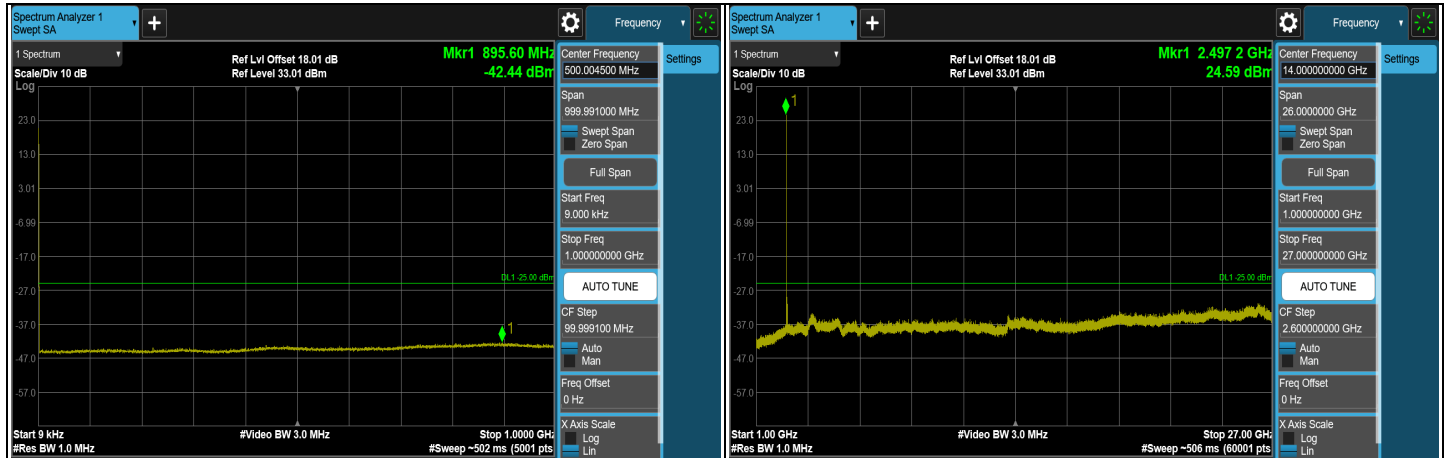 Spectrum Analyzer 1
Swept SA
+
Frequency
1 Spectrum
Scale/Div 10 dB
Log
Ref Lvl Offset 18.01 dB
Ref Level 33.01 dBm
Mkr1 895.60 MHz
-42.44 dBm
23.0
13.0
3.01
-6.99
-17.0
-27.0
-37.0
-47.0
-57.0
DL1 -25.00 dBm
1
Start 9 kHz
#Res BW 1.0 MHz
#Video BW 3.0 MHz
Stop 1.0000 GHz
#Sweep ~502 ms (5001 pts
Center Frequency
500.004500 MHz
Settings
Span
999.991000 MHz
Swept Span
Zero Span
Full Span
Start Freq
9.000 kHz
Stop Freq
1.000000000 GHz
AUTO TUNE
CF Step
99.999100 MHz
Auto
Man
Freq Offset
0 Hz
X Axis Scale
Log
Lin
Spectrum Analyzer 1
Swept SA
+
Frequency
1 Spectrum
Scale/Div 10 dB
Log
Ref Lvl Offset 18.01 dB
Ref Level 33.01 dBm
Mkr1 2.497 2 GHz
24.59 dBm
1
23.0
13.0
3.01
-6.99
-17.0
-27.0
-37.0
-47.0
-57.0
DL1 -25.00 dBm
Start 1.00 GHz
#Res BW 1.0 MHz
#Video BW 3.0 MHz
Stop 27.00 GHz
#Sweep ~506 ms (60001 pts
Center Frequency
14.000000000 GHz
Settings
Span
26.0000000 GHz
Swept Span
Zero Span
Full Span
Start Freq
1.000000000 GHz
Stop Freq
27.000000000 GHz
AUTO TUNE
CF Step
2.600000000 GHz
Auto
Man
Freq Offset
0 Hz
X Axis Scale
Log
Lin